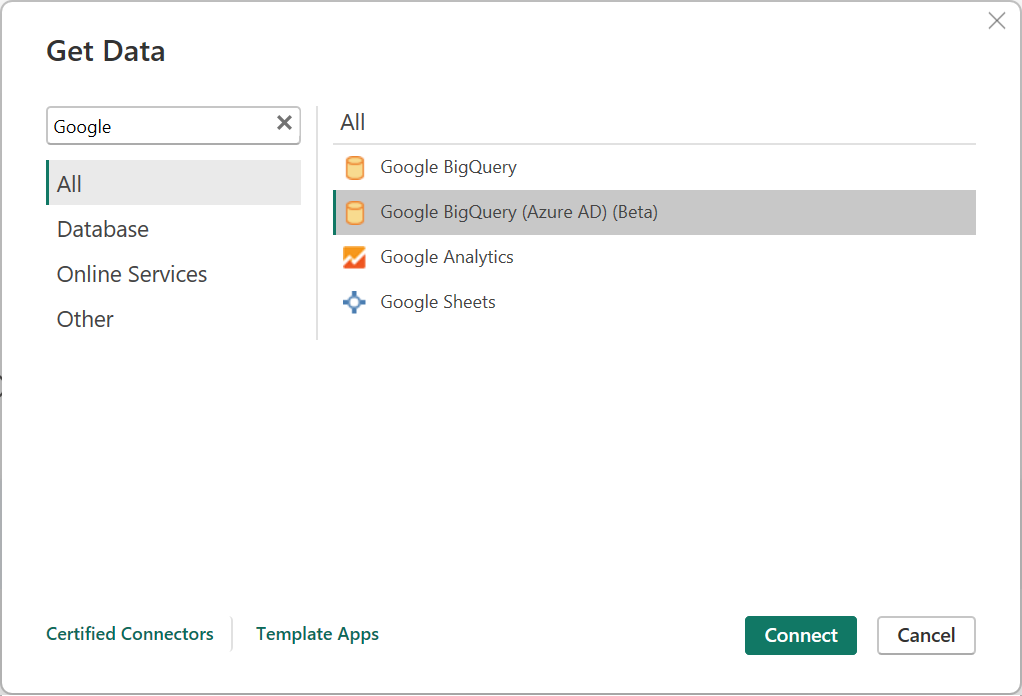 Get Data
Google
All
Database
Online Services
Other
All
Google BigQuery
Google BigQuery (Azure AD) (Beta)
Google Analytics
Google Sheets
Certified Connectors
Template Apps
Connect
Cancel